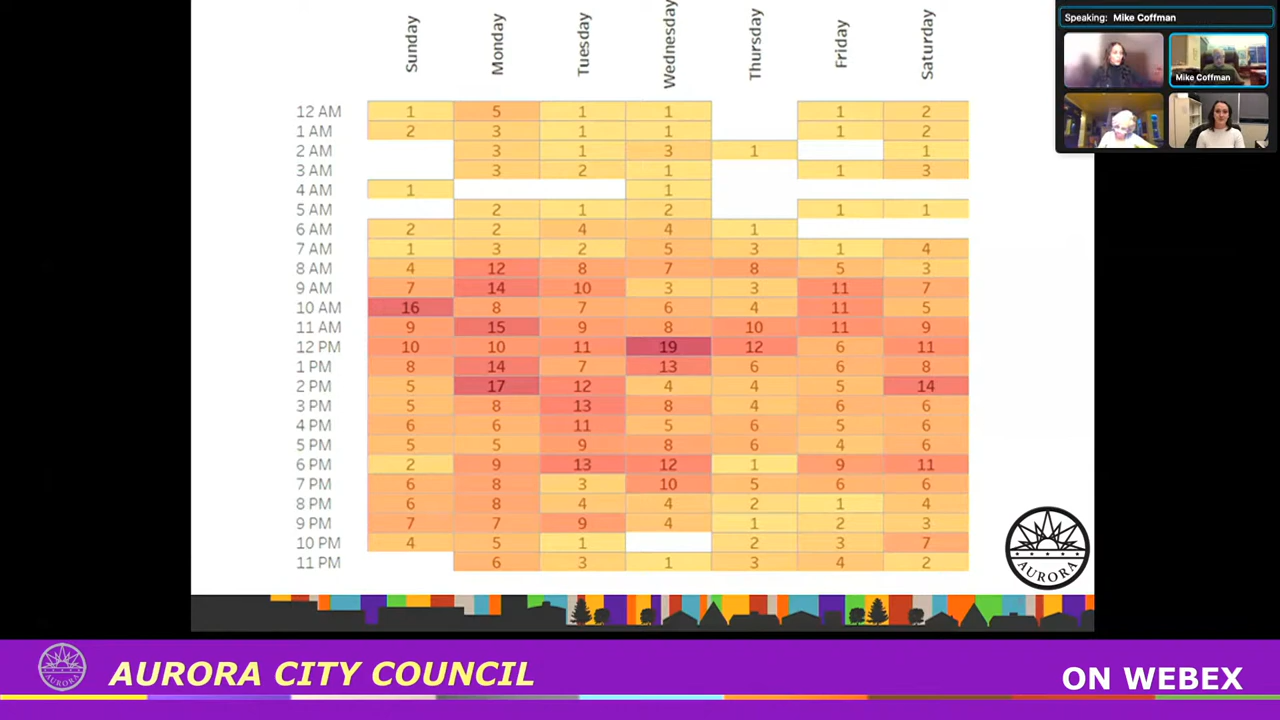 Sunday Monday Tuesday Wednesday Thursday Friday Saturday
12 AM 1 5 1 1 1 2
1 AM 2 3 1 1 1 2
2 AM 3 1 3 1 1
3 AM 3 2 1 1 3
4 AM 1 1
5 AM 2 1 2 1 1
6 AM 2 2 4 4 1
7 AM 1 3 2 5 3 1 4
8 AM 4 12 8 7 8 5 3
9 AM 7 14 10 3 3 11 7
10 AM 16 8 7 6 4 11 5
11 AM 9 15 9 8 10 11 9
12 PM 10 10 11 19 12 6 11
1 PM 8 14 7 13 6 6 8
2 PM 5 17 12 4 4 5 14
3 PM 5 8 13 8 4 6 6
4 PM 6 6 11 5 6 5 6
5 PM 5 5 9 8 6 4 6
6 PM 2 9 13 12 1 9 11
7 PM 6 8 3 10 5 6 6
8 PM 6 8 4 4 2 1 4
9 PM 7 7 9 4 1 2 3
10 PM 4 5 1 2 3 7
11 PM 6 3 1 3 4 2
Speaking: Mike Coffman
Mike Coffman
AURORA
AURORA CITY COUNCIL
ON WEBEX